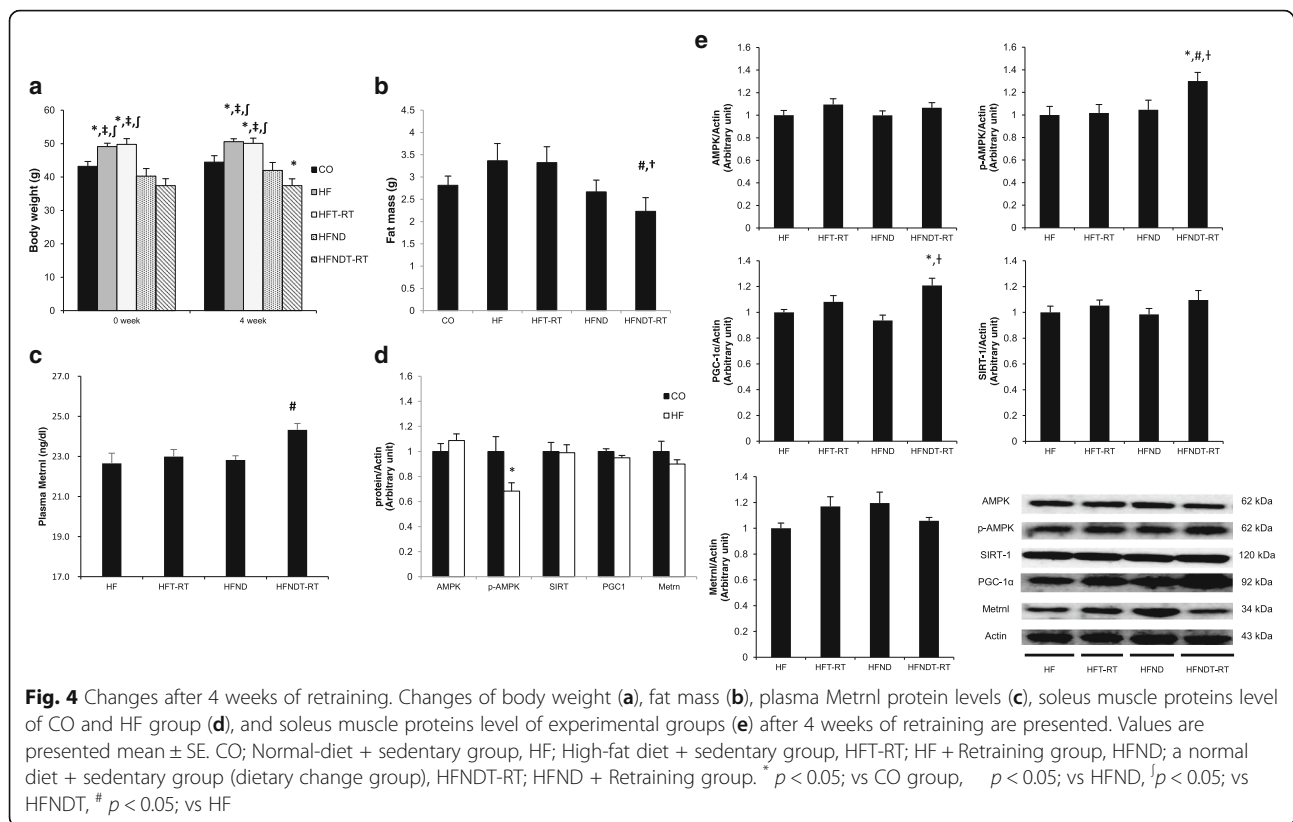 a
Body weight (g)
60
50
40
30
20
10
0
*,‡,ʃ
*,‡,ʃ
*,‡,ʃ
*,‡,ʃ
*
0 week
4 week
CO
HF
HFT-RT
HFND
HFNDT-RT
b
Fat mass (g)
4
3.5
3
2.5
2
1.5
1
0.5
0
#,†
CO HF HFT-RT HFND HFNDT-RT
c
Plasma Metrnl (ng/dl)
27.0
25.0
23.0
21.0
19.0
17.0
#
HF HFT-RT HFND HFNDT-RT
d
protein/Actin
(Arbitrary unit)
1.6
1.4
1.2
1
0.8
0.6
0.4
0.2
0
*
CO
HF
AMPK p-AMPK SIRT PGC1 Metrn
e
AMPK/Actin
(Arbitrary unit)
1.6
1.4
1.2
1
0.8
0.6
0.4
0.2
0
HF HFT-RT HFND HFNDT-RT
p-AMPK/Actin
(Arbitrary unit)
1.6
1.4
1.2
1
0.8
0.6
0.4
0.2
0
*,#,†
HF HFT-RT HFND HFNDT-RT
PGC-1α/Actin
(Arbitrary unit)
1.6
1.4
1.2
1
0.8
0.6
0.4
0.2
0
*,†
HF HFT-RT HFND HFNDT-RT
SIRT-1/Actin
(Arbitrary unit)
1.6
1.4
1.2
1
0.8
0.6
0.4
0.2
0
HF HFT-RT HFND HFNDT-RT
Metrnl/Actin
(Arbitrary unit)
1.6
1.4
1.2
1
0.8
0.6
0.4
0.2
0
HF HFT-RT HFND HFNDT-RT
AMPK 62 kDa
p-AMPK 62 kDa
SIRT-1 120 kDa
PGC-1α 92 kDa
Metrnl 34 kDa
Actin 43 kDa
HF HFT-RT HFND HFNDT-RT
Fig. 4 Changes after 4 weeks of retraining. Changes of body weight (a), fat mass (b), plasma Metrnl protein levels (c), soleus muscle proteins level
of CO and HF group (d), and soleus muscle proteins level of experimental groups (e) after 4 weeks of retraining are presented. Values are
presented mean ± SE. CO; Normal-diet + sedentary group, HF; High-fat diet + sedentary group, HFT-RT; HF + Retraining group, HFND; a normal
diet + sedentary group (dietary change group), HFNDT-RT; HFND + Retraining group. * p < 0.05; vs CO group, p < 0.05; vs HFND, ʃp < 0.05; vs
HFNDT, # p < 0.05; vs HF